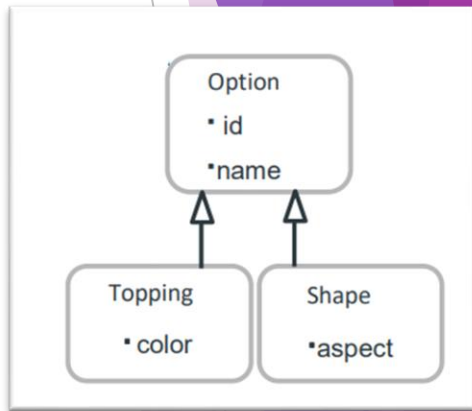 Option
▪ id
▪name
Topping
▪ color
Shape
▪aspect